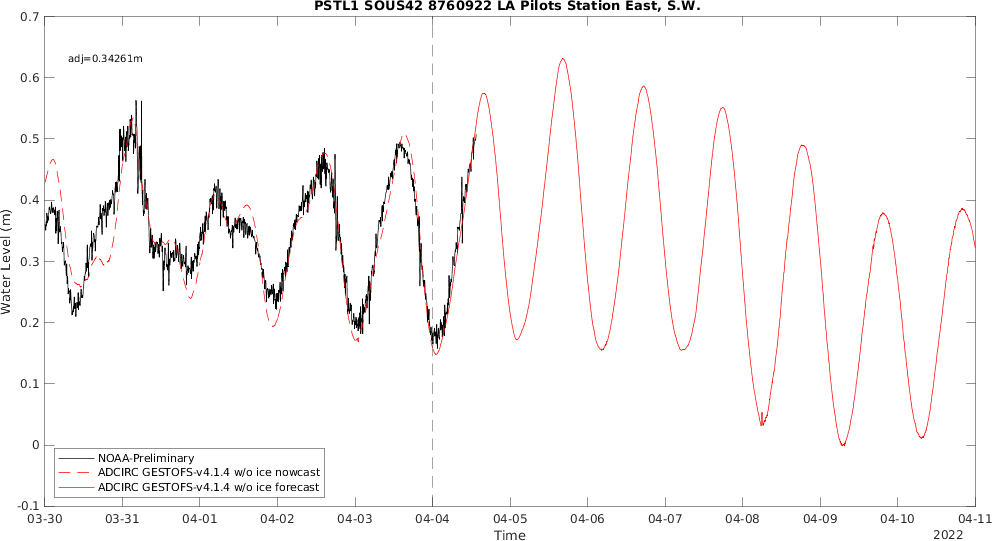 PSTL1 SOUS42 8760922 LA Pilots Station East, S.W.
adj=0.34261m
Water Level (m)
0.7
0.6
0.5
0.4
0.3
0.2
0.1
0
-0.1
NOAA-Preliminary
ADCIRC GESTOFS-v4.1.4 w/o ice nowcast
ADCIRC GESTOFS-v4.1.4 w/o ice forecast
03-30 03-31 04-01 04-02 04-03 04-04 04-05 04-06 04-07 04-08 04-09 04-10 04-11
Time
2022